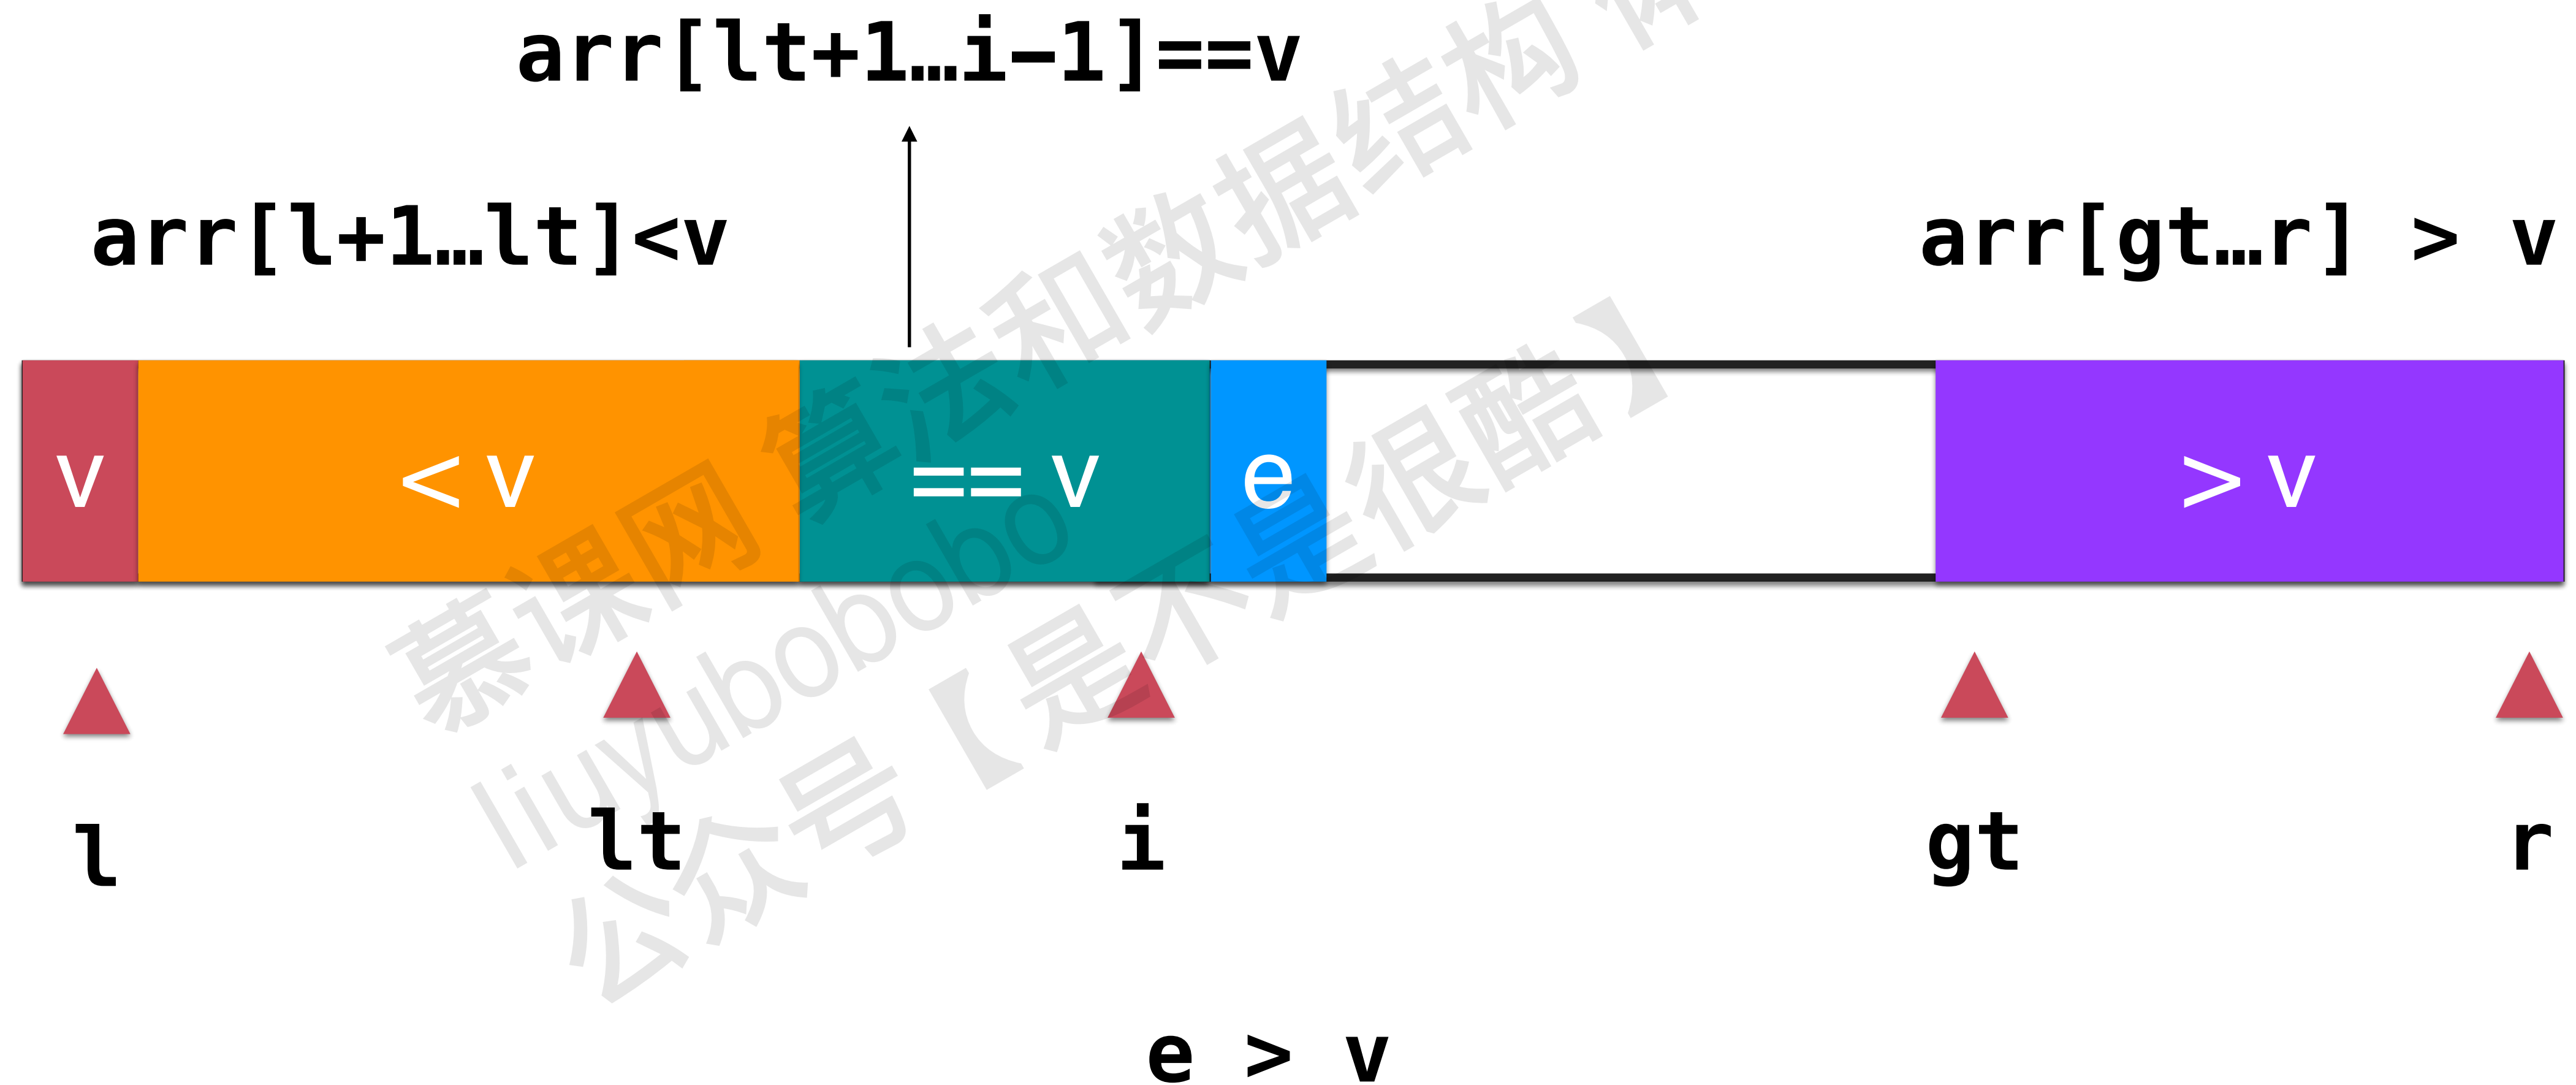 arr[lt+1…i-1]==v
arr[l+1…lt]<v
arr[gt…r] > v
v
< v
== v
e
> v
l
lt
i
gt
r
e > v
慕课网 算法和数据结构
liuyubobobo
公众号【是不是很酷】